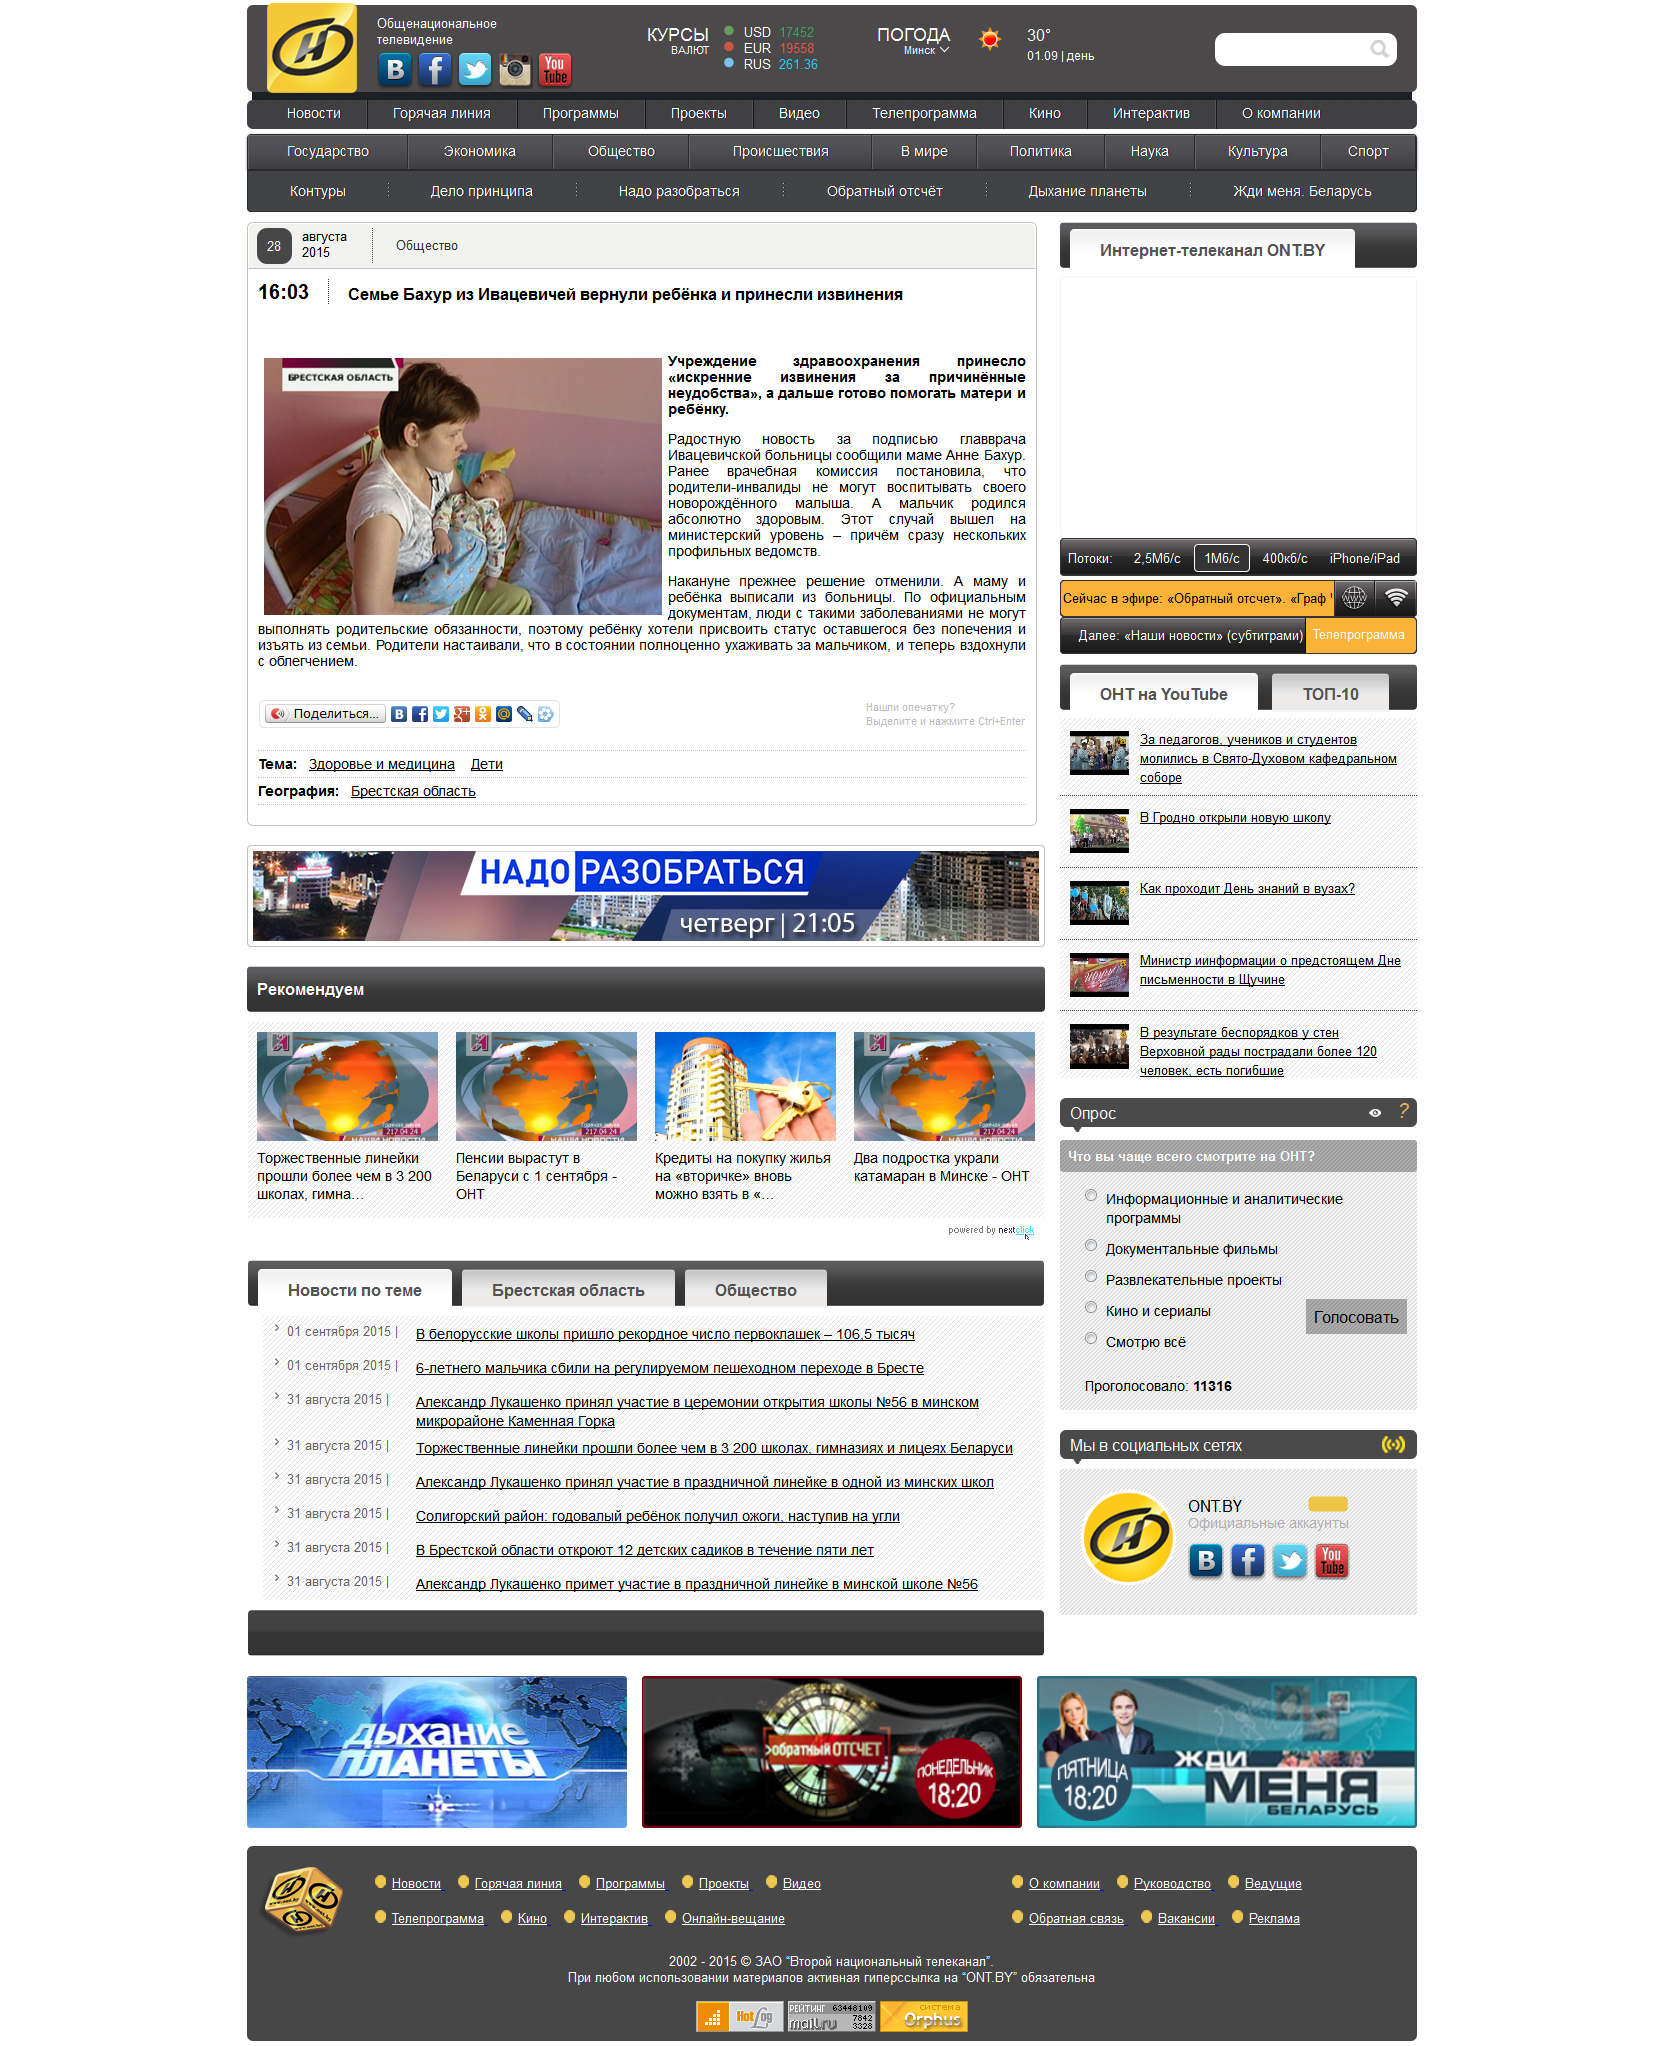 Общенациональное
телевидение
КУРСЫ
ВАЛЮТ
USD 17452
EUR 19558
RUS 261.36
ПОГОДА
Минск
30°
01.09 | день
Новости
Горячая линия
Программы
Проекты
Видео
Телепрограмма
Кино
Интерактив
О компании
Государство
Экономика
Общество
Происшествия
В мире
Политика
Наука
Культура
Спорт
Контуры
Дело принципа
Надо разобраться
Обратный отсчёт
Дыхание планеты
Жди меня. Беларусь
28
августа
2015
Общество
16:03
Семье Бахур из Ивацевичей вернули ребёнка и принесли извинения
БРЕСТСКАЯ ОБЛАСТЬ
Учреждение здравоохранения принесло
«искренние извинения за причинённые
неудобства», а дальше готово помогать матери и
ребёнку.
Радостную новость за подписью главврача
Ивацевичской больницы сообщили маме Анне Бахур.
Ранее врачебная комиссия постановила, что
родители-инвалиды не могут воспитывать своего
новорождённого малыша. А мальчик родился
абсолютно здоровым. Этот случай вышел на
министерский уровень – причём сразу нескольких
профильных ведомств.
Накануне прежнее решение отменили. А маму и
ребёнка выписали из больницы. По официальным
документам, люди с такими заболеваниями не могут
выполнять родительские обязанности, поэтому ребёнку хотели присвоить статус оставшегося без попечения и
изъять из семьи. Родители настаивали, что в состоянии полноценно ухаживать за мальчиком, и теперь вздохнули
с облегчением.
Поделиться...
Нашли опечатку?
Выделите и нажмите Ctrl+Enter
Тема: Здоровье и медицина Дети
География: Брестская область
НАДО РАЗОБРАТЬСЯ
четверг | 21:05
Рекомендуем
Торжественные линейки
прошли более чем в 3 200
школах, гимна...
Пенсии вырастут в
Беларуси с 1 сентября -
ОНТ
Кредиты на покупку жилья
на «вторичке» вновь
можно взять в «...
Два подростка украли
катамаран в Минске - ОНТ
powered by nextclick
Новости по теме
Брестская область
Общество
01 сентября 2015 | В белорусские школы пришло рекордное число первоклашек – 106,5 тысяч
01 сентября 2015 | 6-летнего мальчика сбили на регулируемом пешеходном переходе в Бресте
31 августа 2015 | Александр Лукашенко принял участие в церемонии открытия школы №56 в минском
микрорайоне Каменная Горка
31 августа 2015 | Торжественные линейки прошли более чем в 3 200 школах, гимназиях и лицеях Беларуси
31 августа 2015 | Александр Лукашенко принял участие в праздничной линейке в одной из минских школ
31 августа 2015 | Солигорский район: годовалый ребёнок получил ожоги, наступив на угли
31 августа 2015 | В Брестской области откроют 12 детских садиков в течение пяти лет
31 августа 2015 | Александр Лукашенко примет участие в праздничной линейке в минской школе №56
Интернет-телеканал ONT.BY
Потоки: 2,5Мб/с 1Мб/с 400кб/с iPhone/iPad
Сейчас в эфире: «Обратный отсчет». «Граф
Далее: «Наши новости» (субтитрами)
Телепрограмма
ОНТ на YouTube
ТОП-10
За педагогов, учеников и студентов
молились в Свято-Духовом кафедральном
соборе
В Гродно открыли новую школу
Как проходит День знаний в вузах?
Министр иинформации о предстоящем Дне
письменности в Щучине
В результате беспорядков у стен
Верховной рады пострадали более 120
человек, есть погибшие
Опрос
?
Что вы чаще всего смотрите на ОНТ?
Информационные и аналитические
программы
Документальные фильмы
Развлекательные проекты
Кино и сериалы
Смотрю всё
Голосовать
Проголосовало: 11316
Мы в социальных сетях
ONT.BY
Официальные аккаунты
You
Tube
ДЫХАНИЕ
ПЛАНЕТЫ
обратный ОТСЧЕТ
ПОНЕДЕЛЬНИК
18:20
ПЯТНИЦА
18:20
ЖДИ
МЕНЯ
БЕЛАРУСЬ
Новости
Горячая линия
Программы
Проекты
Видео
О компании
Руководство
Ведущие
Телепрограмма
Кино
Интерактив
Онлайн-вещание
Обратная связь
Вакансии
Реклама
2002 - 2015 © ЗАО "Второй национальный телеканал".
При любом использовании материалов активная гиперссылка на "ONT.BY" обязательна
HotLog
РЕЙТИНГ 63448109
mail.ru 7842
3328
система
Orphus